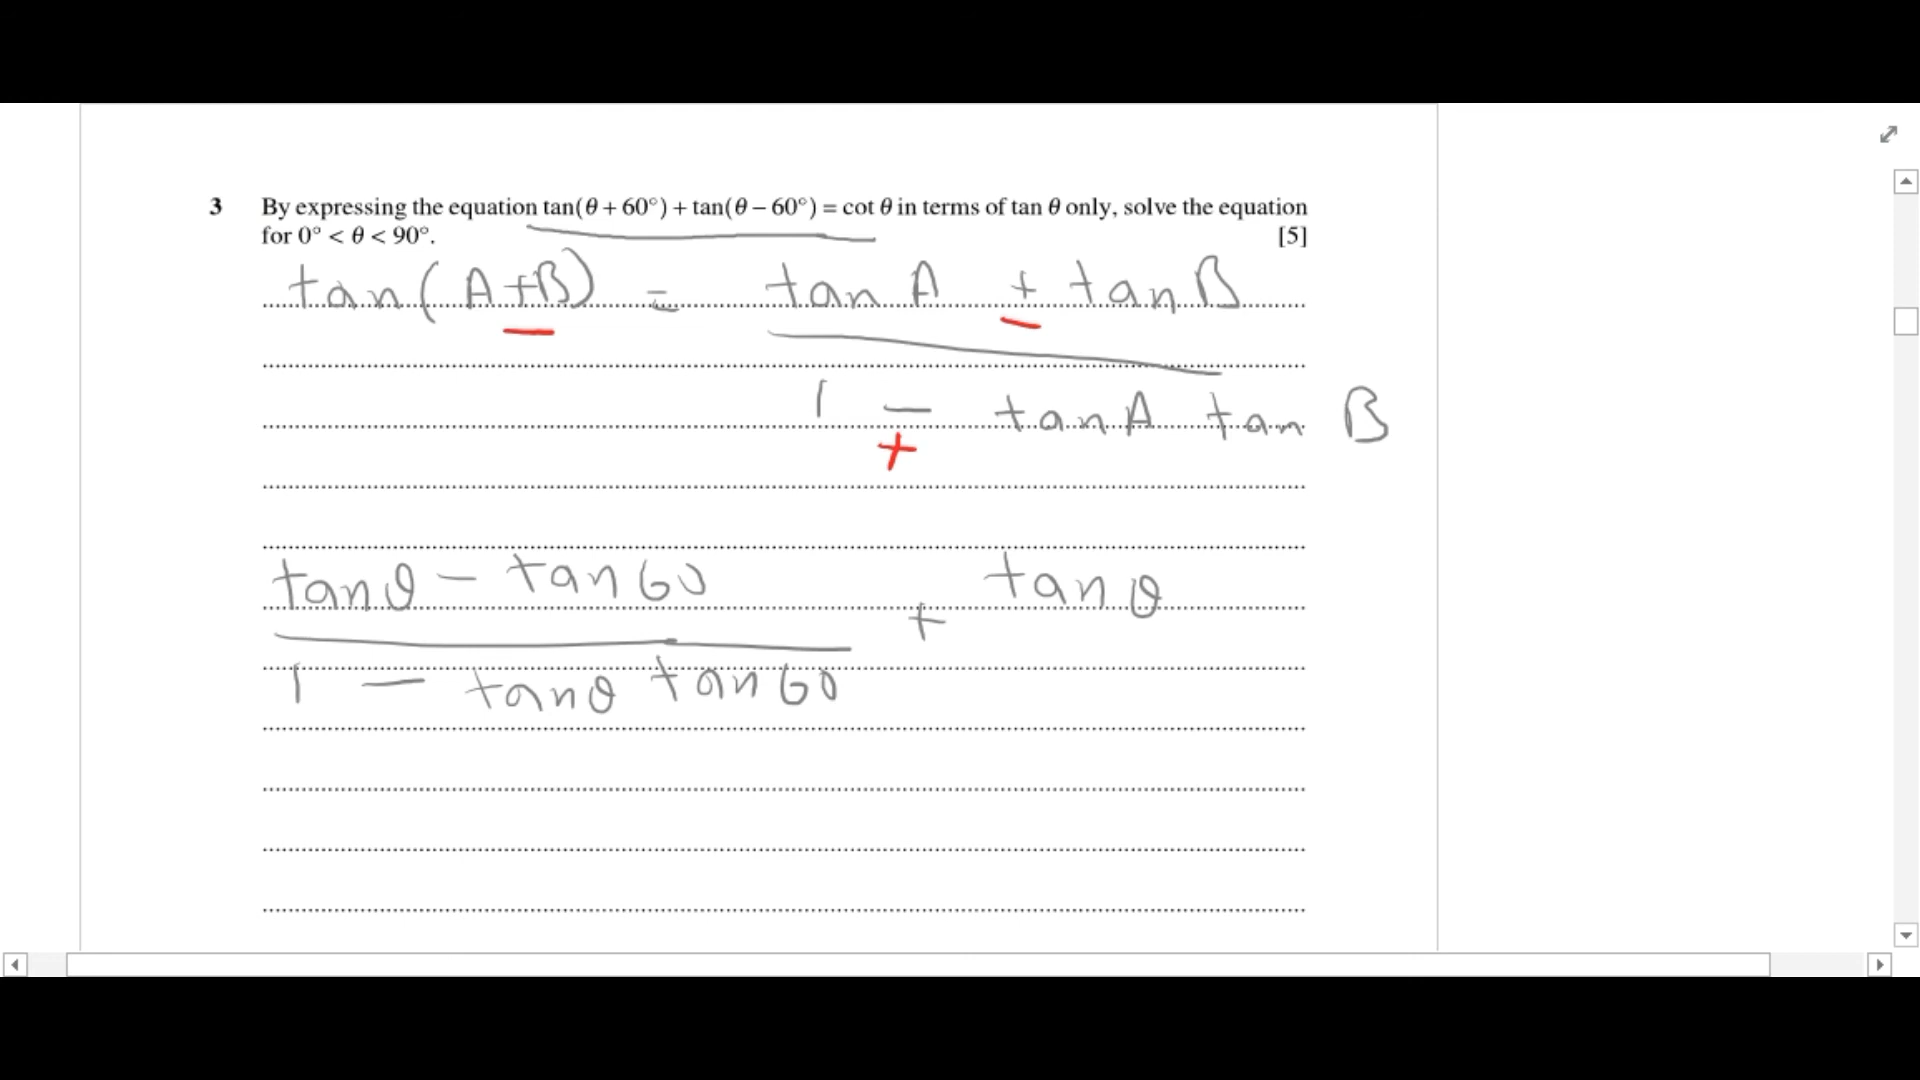 3 By expressing the equation tan(θ + 60°) + tan(θ – 60°) = cot θ in terms of tan θ only, solve the equation
for 0° < θ < 90°. [5]
tan(A+B) = tan A + tan B
1 – tanA tan B
+
tanθ – tan60 + tanθ
1 – tanθ tan60